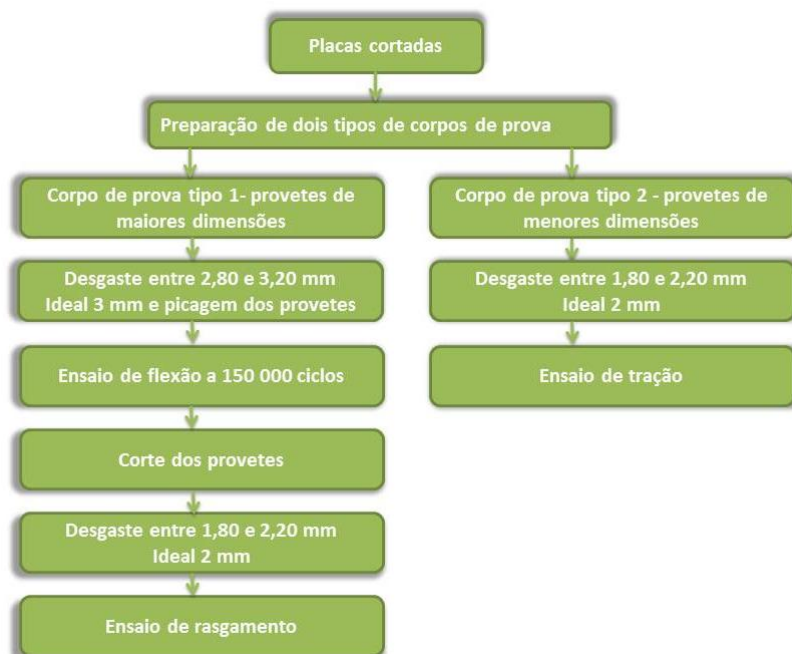 Placas cortadas
Preparação de dois tipos de corpos de prova
Corpo de prova tipo 1- provetes de
maiores dimensões
Desgaste entre 2,80 e 3,20 mm
Ideal 3 mm e picagem dos provetes
Ensaio de flexão a 150 000 ciclos
Corte dos provetes
Desgaste entre 1,80 e 2,20 mm
Ideal 2 mm
Ensaio de rasgamento
Corpo de prova tipo 2 - provetes de
menores dimensões
Desgaste entre 1,80 e 2,20 mm
Ideal 2 mm
Ensaio de tração